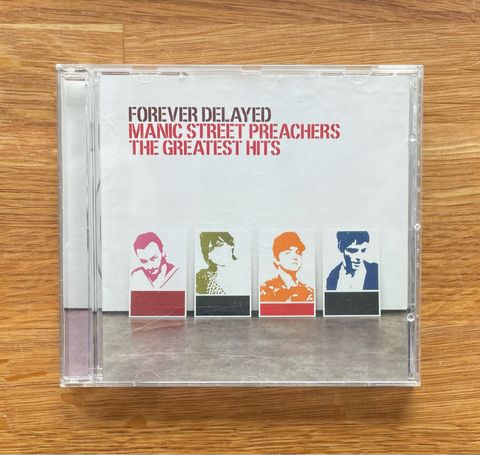 FOREVER DELAYED
MANIC STREET PREACHERS
THE GREATEST HITS